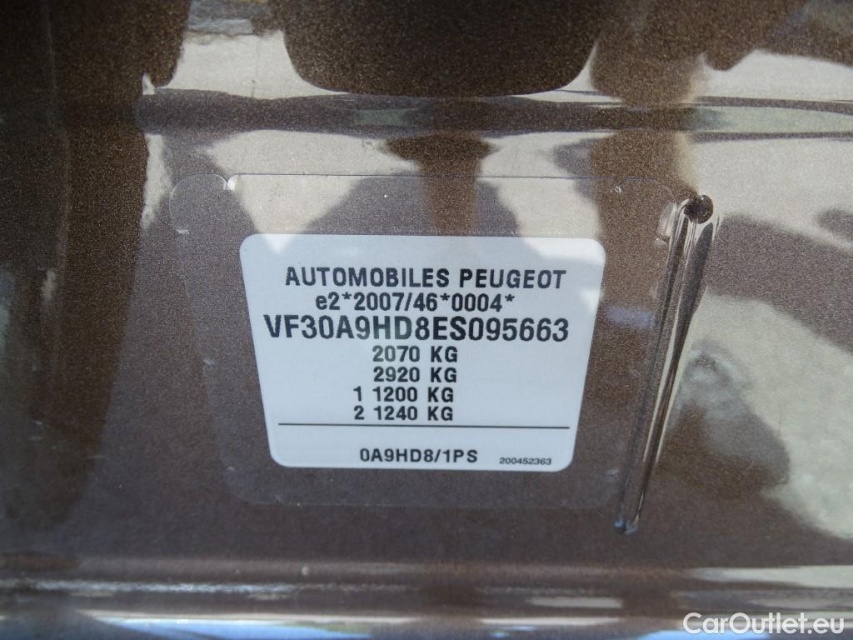 AUTOMOBILES PEUGEOT
e2*2007/46*0004*
VF30A9HD8ES095663
2070 KG
2920 KG
1 1200 KG
2 1240 KG
0A9HD8/1PS 200452363
CarOutlet.eu